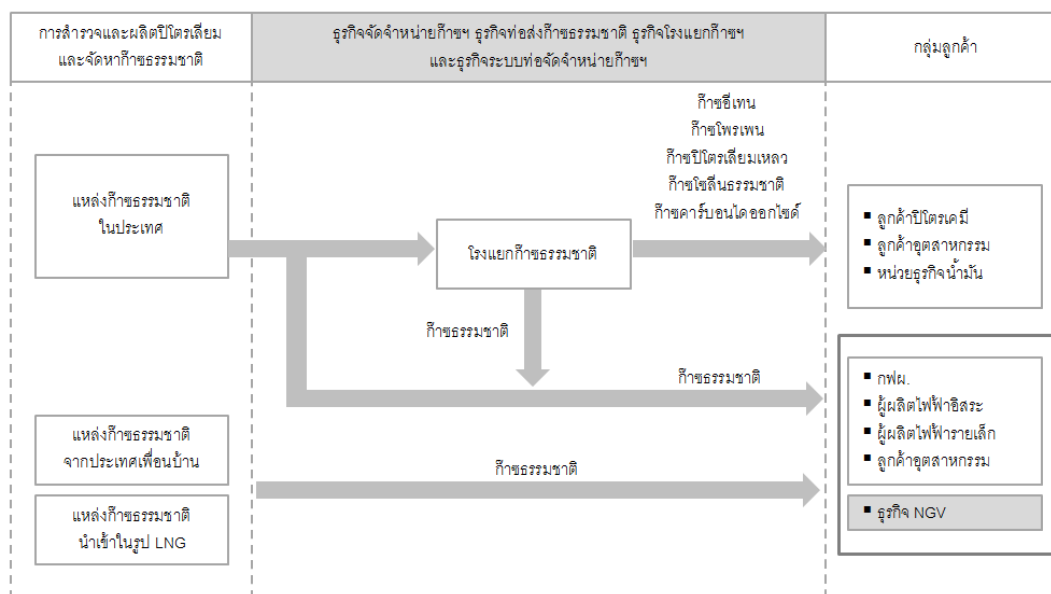 การสำรวจและผลิตปิโตรเลียม
และจัดหาก๊าซธรรมชาติ
ธุรกิจจัดจำหน่ายก๊าซฯ ธุรกิจท่อส่งก๊าซธรรมชาติ ธุรกิจโรงแยกก๊าซฯ
และธุรกิจระบบท่อจัดจำหน่ายก๊าซฯ
กลุ่มลูกค้า
แหล่งก๊าซธรรมชาติ
ในประเทศ
โรงแยกก๊าซธรรมชาติ
ก๊าซอีเทน
ก๊าซโพรเพน
ก๊าซปิโตรเลียมเหลว
ก๊าซโซลีนธรรมชาติ
ก๊าซคาร์บอนไดออกไซด์
▪ ลูกค้าปิโตรเคมี
▪ ลูกค้าอุตสาหกรรม
▪ หน่วยธุรกิจน้ำมัน
ก๊าซธรรมชาติ
ก๊าซธรรมชาติ
▪ กฟผ.
▪ ผู้ผลิตไฟฟ้าอิสระ
▪ ผู้ผลิตไฟฟ้ารายเล็ก
▪ ลูกค้าอุตสาหกรรม
แหล่งก๊าซธรรมชาติ
จากประเทศเพื่อนบ้าน
ก๊าซธรรมชาติ
แหล่งก๊าซธรรมชาติ
นำเข้าในรูป LNG
▪ ธุรกิจ NGV